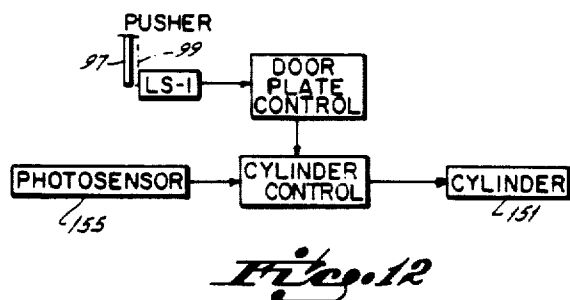 PUSHER
97
99
LS-1
DOOR
PLATE
CONTROL
PHOTOSENSOR
155
CYLINDER
CONTROL
CYLINDER
151
Fig. 12